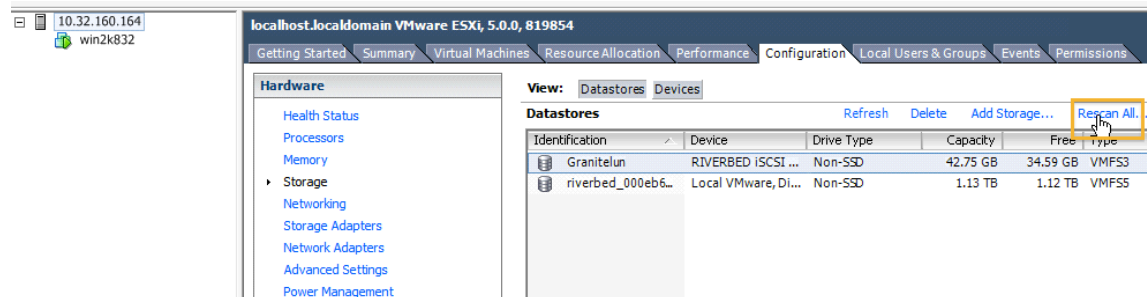 10.32.160.164
win2k832
localhost.localdomain VMware ESXi, 5.0.0, 819854
Getting Started Summary Virtual Machines Resource Allocation Performance Configuration Local Users & Groups Events Permissions
Hardware
Health Status
Processors
Memory
Storage
Networking
Storage Adapters
Network Adapters
Advanced Settings
Power Management
View: Datastores Devices
Datastores Refresh Delete Add Storage... Rescan All...
Identification Device Drive Type Capacity Free Type
Granitelun RIVERBED iSCSI ... Non-SSD 42.75 GB 34.59 GB VMFS3
riverbed_000eb6... Local VMware, Di... Non-SSD 1.13 TB 1.12 TB VMFS5